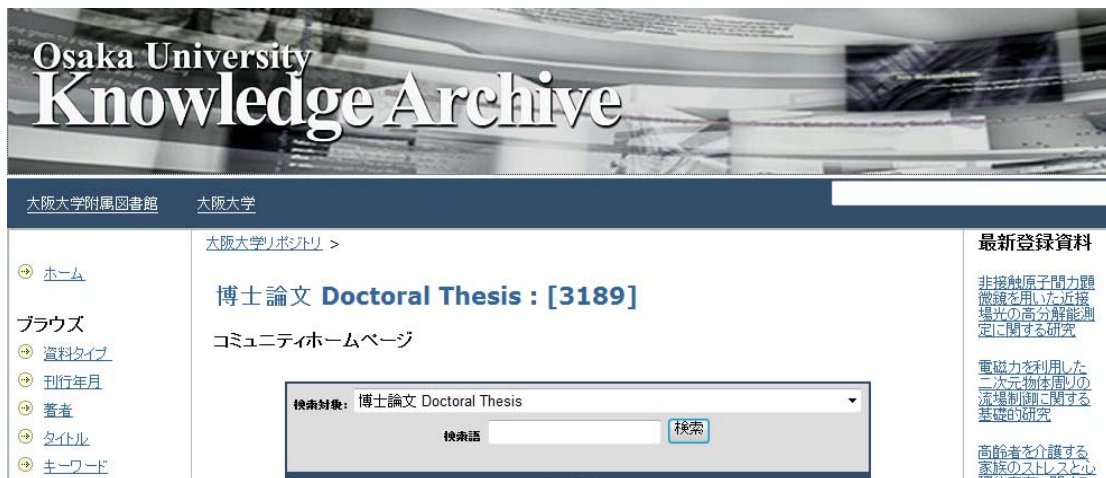 Osaka University
Knowledge Archive
大阪大学附属図書館 大阪大学
大阪大学リポジトリ >
ホーム
ブラウズ
資料タイプ
刊行年月
著者
タイトル
キーワード
博士論文 Doctoral Thesis : [3189]
コミュニティホームページ
検索対象: 博士論文 Doctoral Thesis
検索語 検索
最新登録資料
非接触原子間力顕
微鏡を用いた近接
場光の高分解能測
定に関する研究
電磁力を利用した
二次元物体周りの
流場制御に関する
基礎的研究
高齢者を介護する
家族のストレスと心